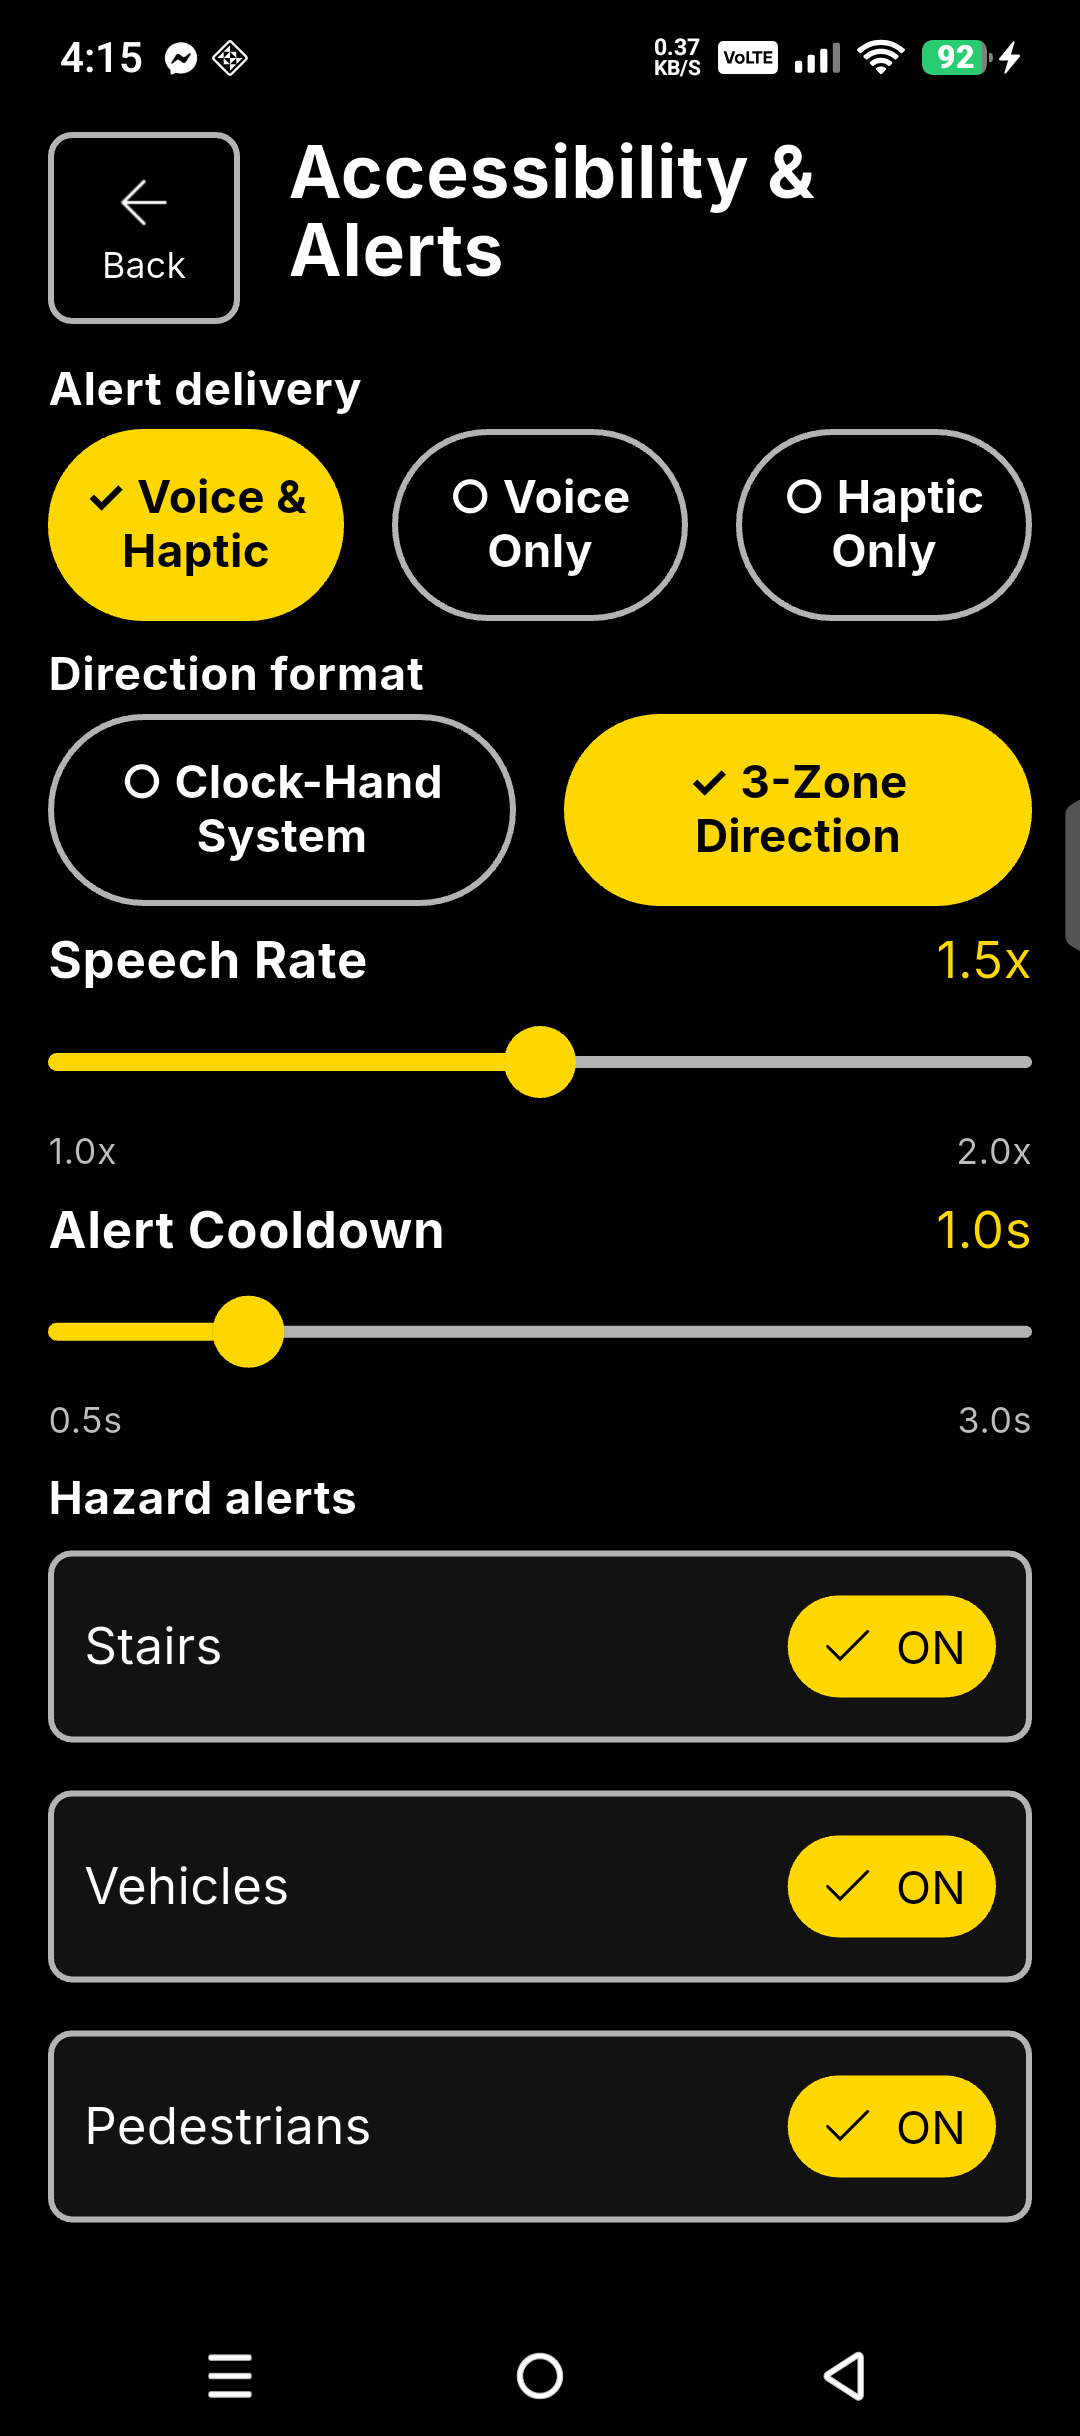 4:15
0.37
KB/S
VoLTE
92
Accessibility &
Alerts
Back
Alert delivery
Voice &
Haptic
Voice
Only
Haptic
Only
Direction format
Clock-Hand
System
3-Zone
Direction
Speech Rate 1.5x
1.0x 2.0x
Alert Cooldown 1.0s
0.5s 3.0s
Hazard alerts
Stairs ON
Vehicles ON
Pedestrians ON